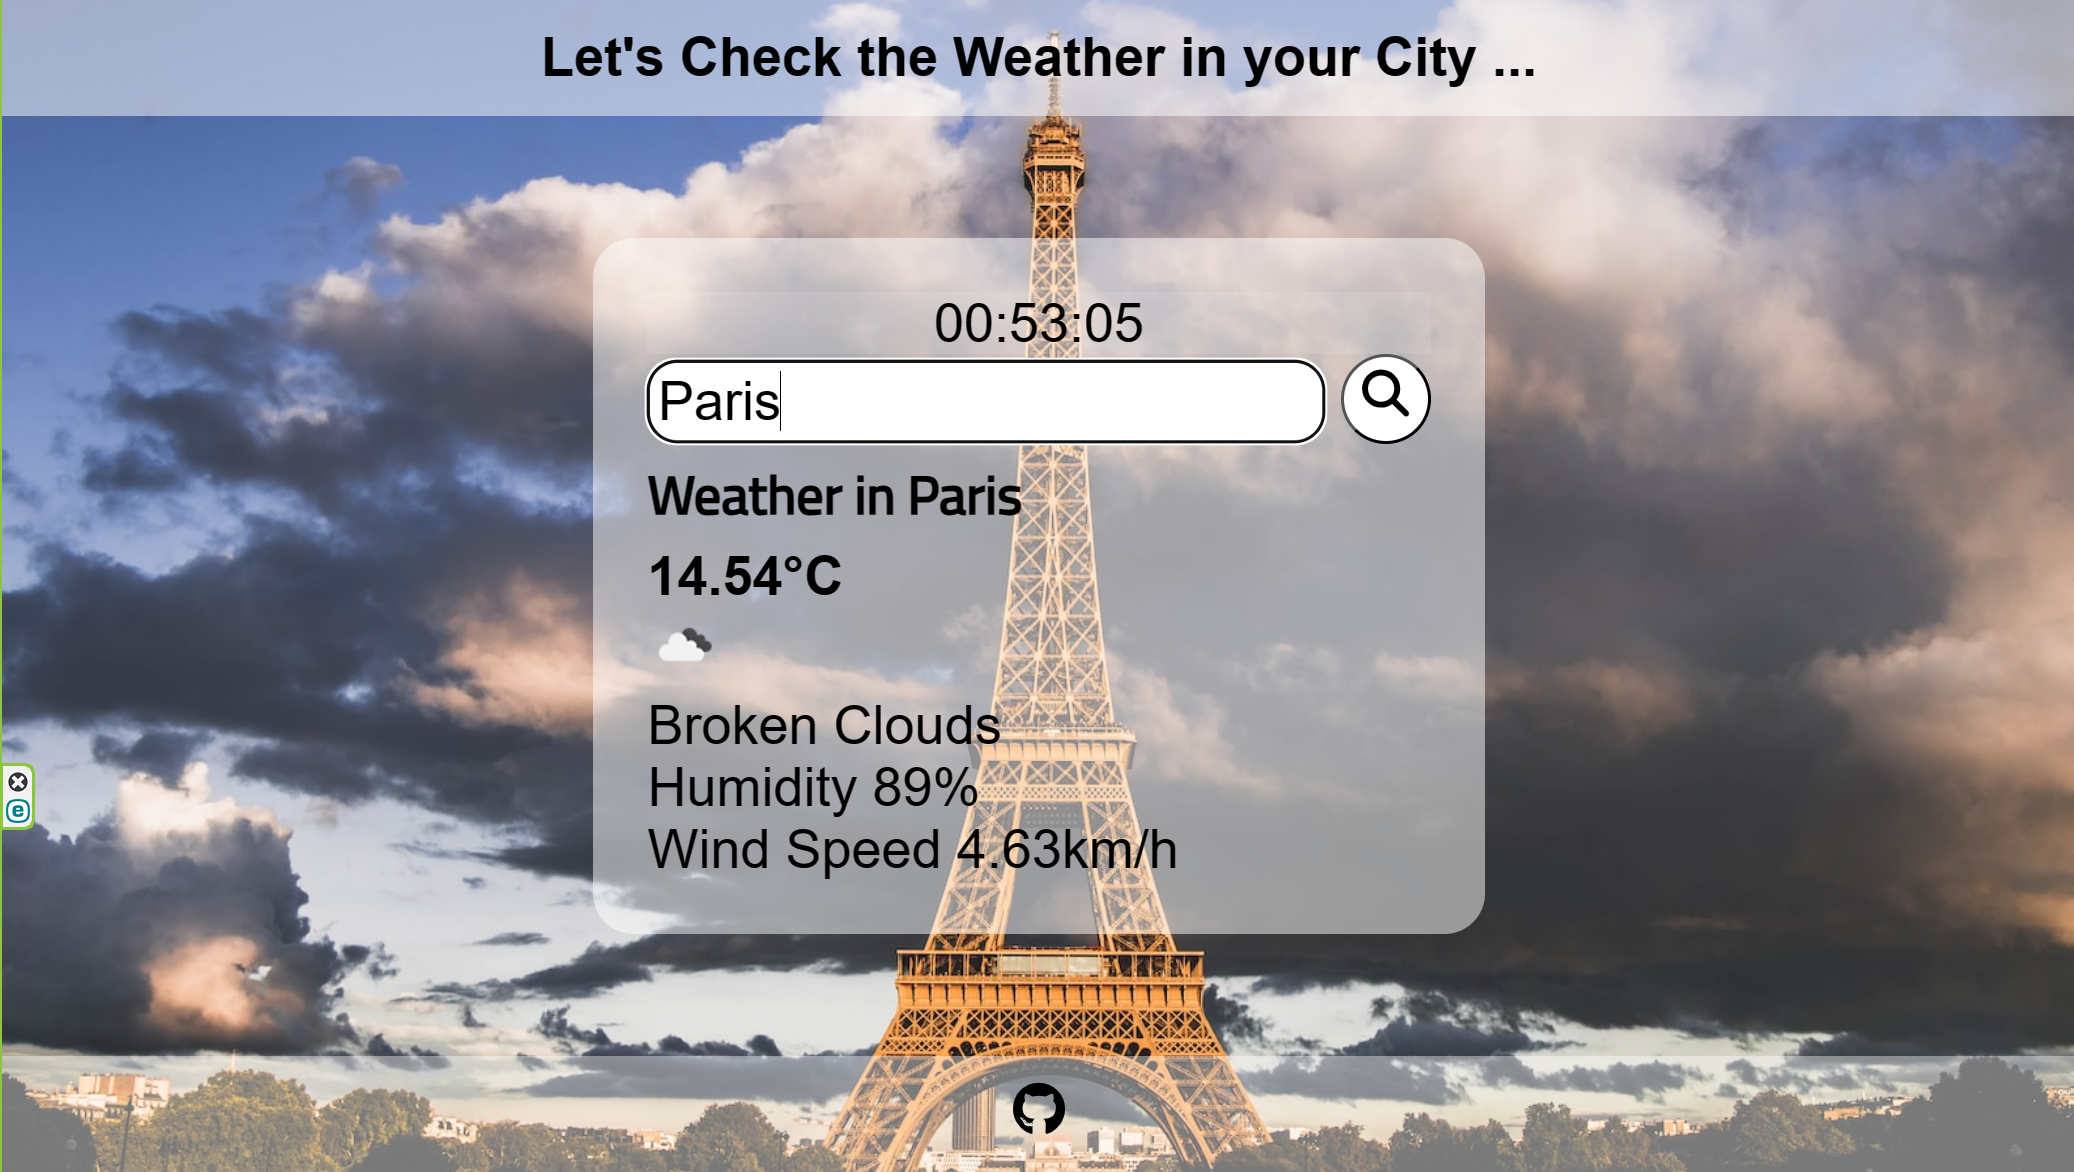 Let's Check the Weather in your City ...
00:53:05
Paris
Weather in Paris
14.54°C
Broken Clouds
Humidity 89%
Wind Speed 4.63km/h
e